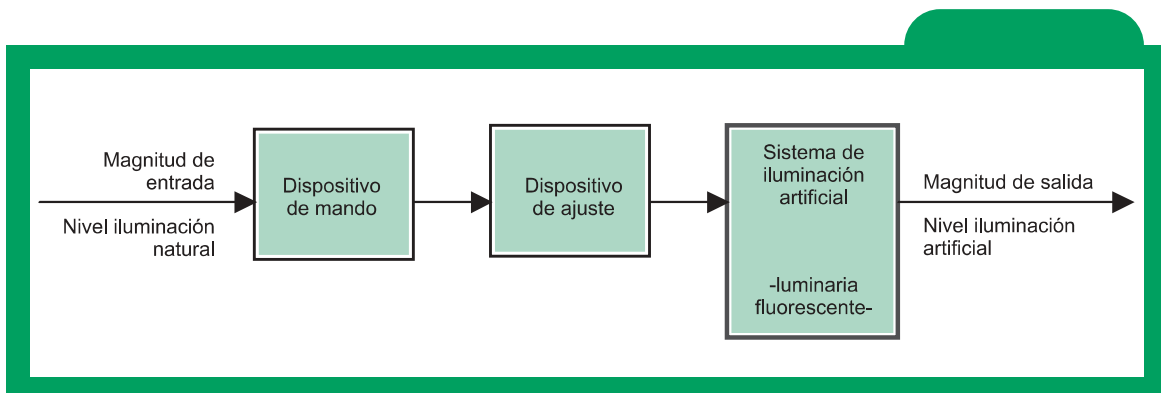 Magnitud de
entrada
Nivel iluminación
natural
Dispositivo
de mando
Dispositivo
de ajuste
Sistema de
iluminación
artificial
-luminaria
fluorescente-
Magnitud de salida
Nivel iluminación
artificial